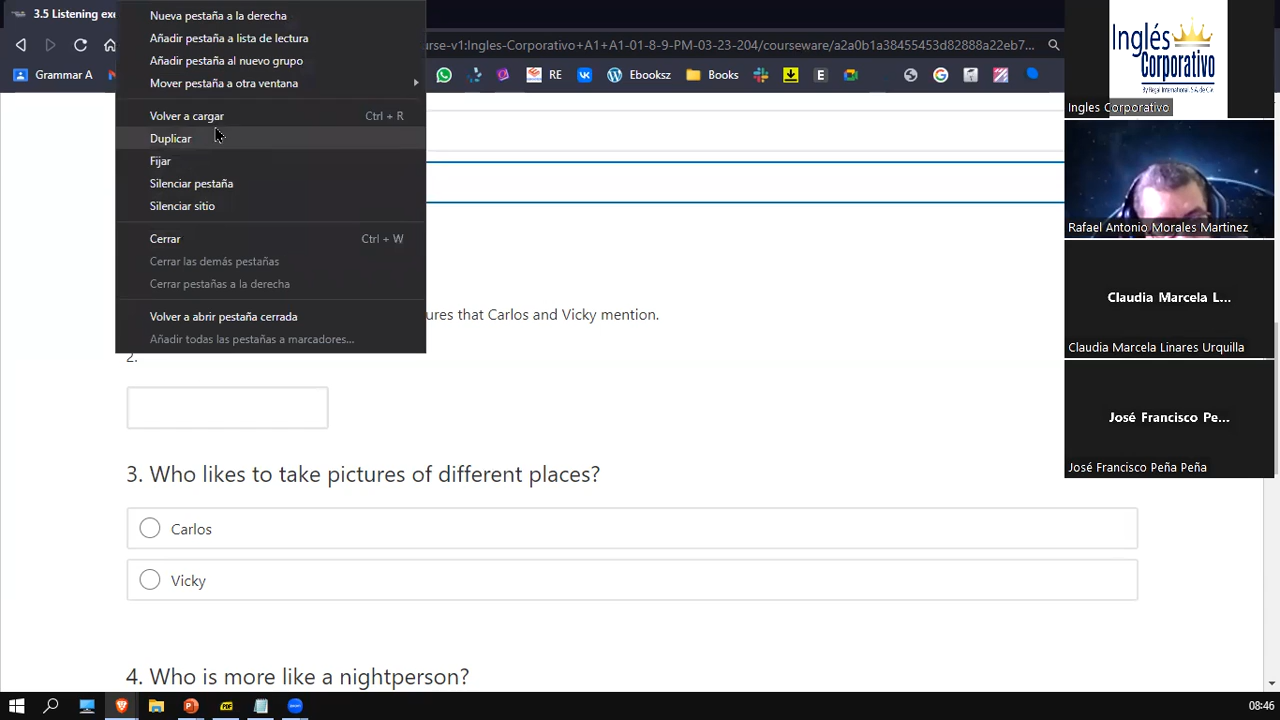 3.5 Listening exe
Nueva pestaña a la derecha
Añadir pestaña a lista de lectura
Añadir pestaña al nuevo grupo
Mover pestaña a otra ventana
Volver a cargar Ctrl + R
Duplicar
Fijar
Silenciar pestaña
Silenciar sitio
Cerrar Ctrl + W
Cerrar las demás pestañas
Cerrar pestañas a la derecha
Volver a abrir pestaña cerrada
Añadir todas las pestañas a marcadores...
urse-v1:Ingles-Corporativo+A1+A1-01-8-9-PM-03-23-204/courseware/a2a0b1a38455453d82888a22eb7...
Grammar A
RE
Ebooksz
Books
ures that Carlos and Vicky mention.
2.
3. Who likes to take pictures of different places?
Carlos
Vicky
4. Who is more like a nightperson?
Inglés
Corporativo
By Regal International, S.A. de C.V.
Ingles Corporativo
Rafael Antonio Morales Martinez
Claudia Marcela L...
Claudia Marcela Linares Urquilla
José Francisco Pe...
José Francisco Peña Peña
08:46